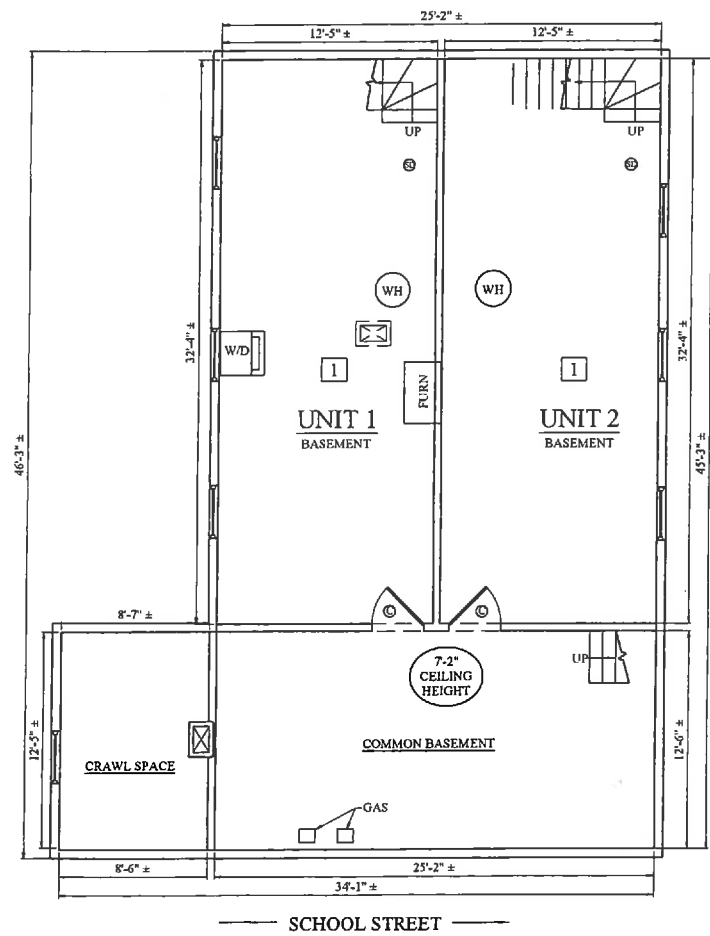 25'-2" ±
12'-5" ±
12'-5" ±
UP
UP
SD
SD
WH
WH
32'-4" ±
W/D
1
FURN
1
32'-4" ±
UNIT 1
BASEMENT
UNIT 2
BASEMENT
46'-3" ±
45'-3" ±
8'-7" ±
C
C
7'-2"
CEILING
HEIGHT
UP
12'-5" ±
COMMON BASEMENT
12'-6" ±
CRAWL SPACE
GAS
8'-6" ±
25'-2" ±
34'-1" ±
SCHOOL STREET